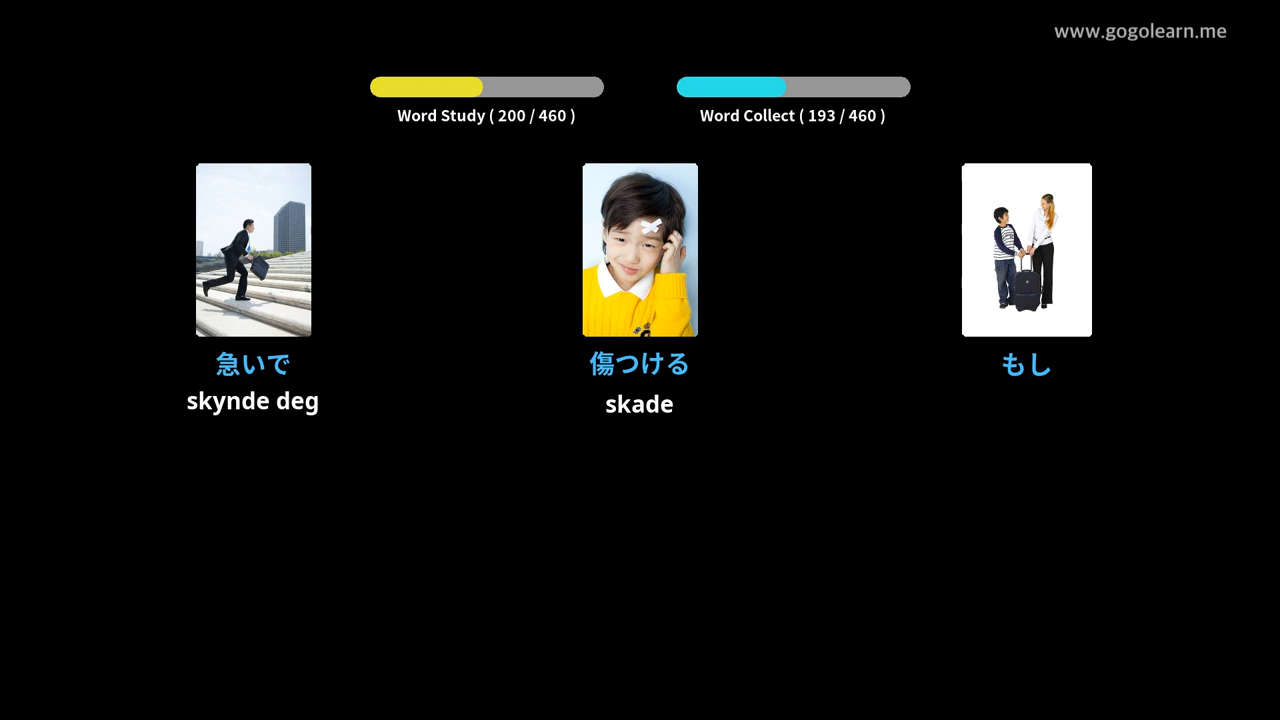 www.gogolearn.me
Word Study ( 200 / 460 )
Word Collect ( 193 / 460 )
急いで
傷つける
もし
skynde deg
skade